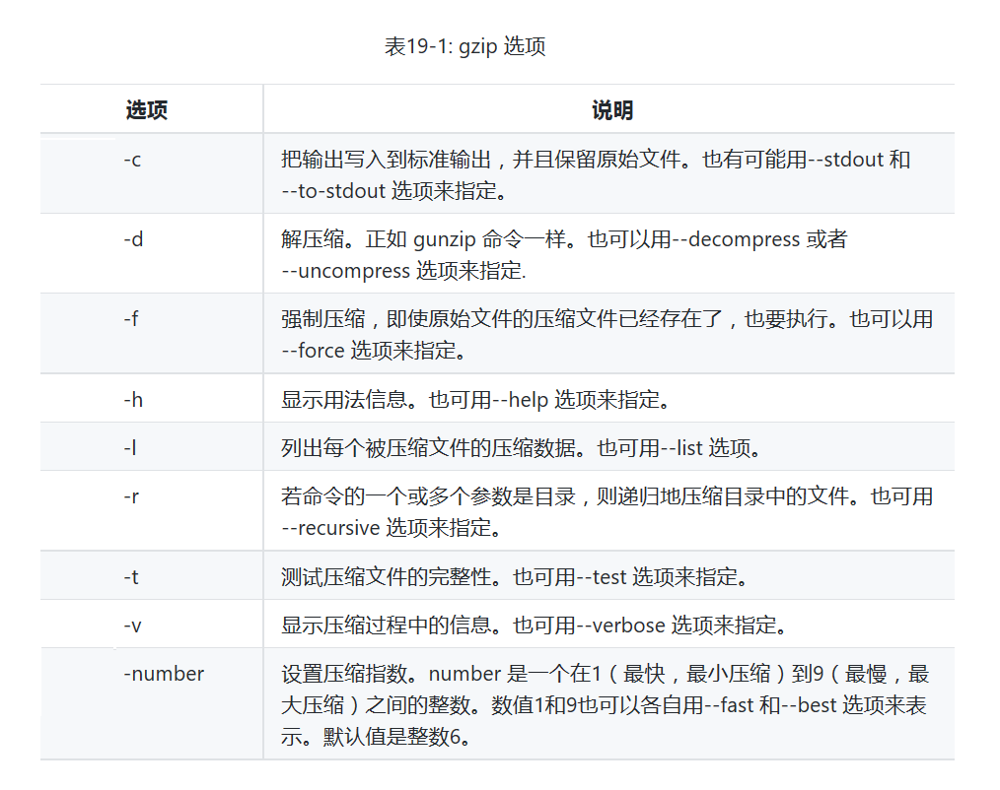 表19-1: gzip 选项
选项 说明
-c 把输出写入到标准输出，并且保留原始文件。也有可能用--stdout 和
--to-stdout 选项来指定。
-d 解压缩。正如 gunzip 命令一样。也可以用--decompress 或者
--uncompress 选项来指定.
-f 强制压缩，即使原始文件的压缩文件已经存在了，也要执行。也可以用
--force 选项来指定。
-h 显示用法信息。也可用--help 选项来指定。
-l 列出每个被压缩文件的压缩数据。也可用--list 选项。
-r 若命令的一个或多个参数是目录，则递归地压缩目录中的文件。也可用
--recursive 选项来指定。
-t 测试压缩文件的完整性。也可用--test 选项来指定。
-v 显示压缩过程中的信息。也可用--verbose 选项来指定。
-number 设置压缩指数。number 是一个在1（最快，最小压缩）到9（最慢，最
大压缩）之间的整数。数值1和9也可以各自用--fast 和--best 选项来表
示。默认值是整数6。